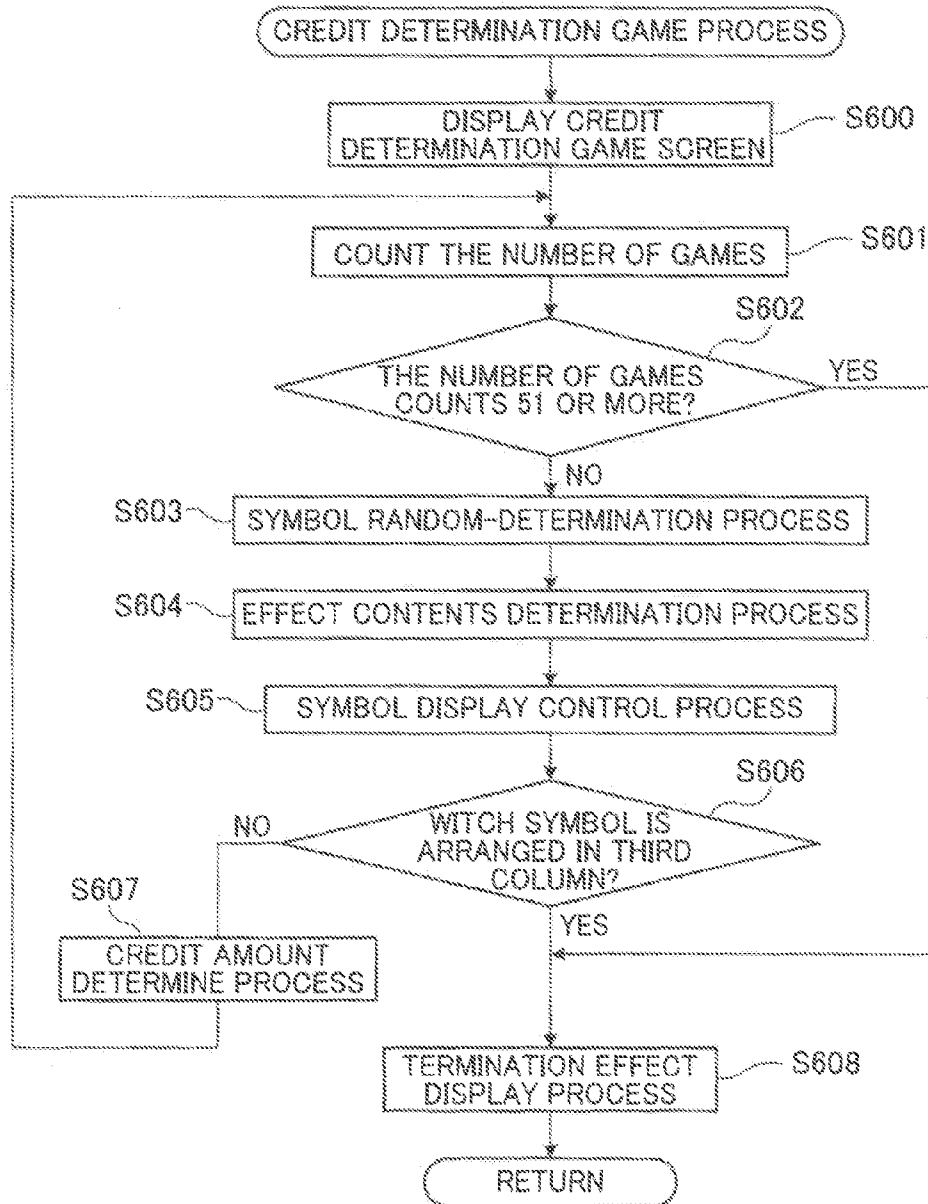 CREDIT DETERMINATION GAME PROCESS
DISPLAY CREDIT
DETERMINATION GAME SCREEN
S600
COUNT THE NUMBER OF GAMES
S601
S602
THE NUMBER OF GAMES
COUNTS 51 OR MORE?
YES
NO
S603
SYMBOL RANDOM-DETERMINATION PROCESS
S604
EFFECT CONTENTS DETERMINATION PROCESS
S605
SYMBOL DISPLAY CONTROL PROCESS
S606
NO
WITCH SYMBOL IS
ARRANGED IN THIRD
COLUMN?
S607
YES
CREDIT AMOUNT
DETERMINE PROCESS
TERMINATION EFFECT
DISPLAY PROCESS
S608
RETURN